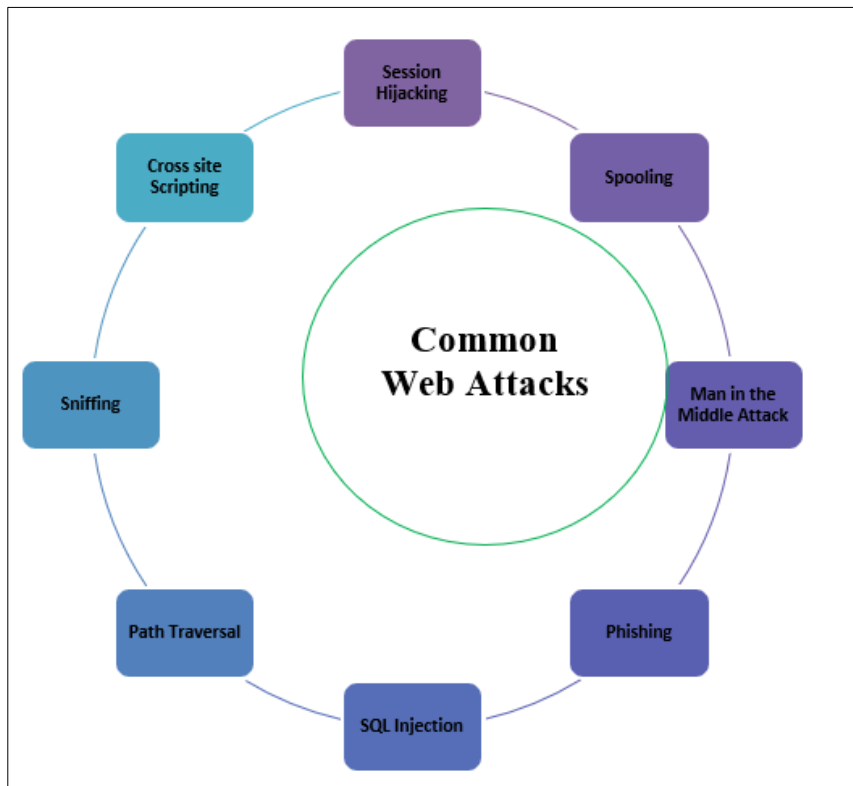 Session
Hijacking
Spooling
Man in the
Middle Attack
Phishing
SQL Injection
Path Traversal
Sniffing
Cross site
Scripting
Common
Web Attacks